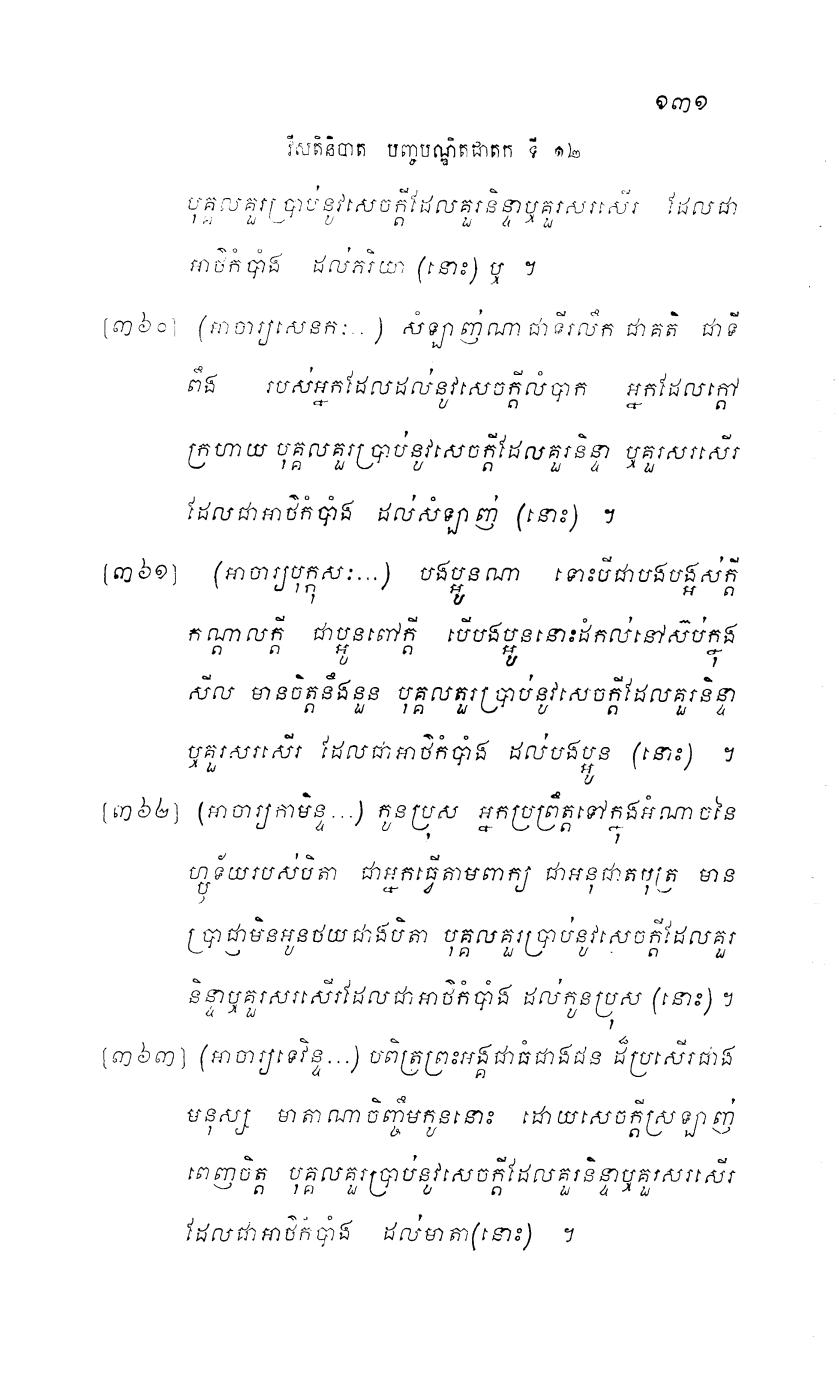 ១៣១
វីសតិនិបាត បញ្ចបណ្ឌិតជាតក ទី ១២
បុគ្គលគួរប្រាប់នូវសេចក្តីដែលគួរនិន្ទាឬគួរសរសើរ ដែលជា
អាថ៌កំបាំង ដល់ភរិយា (នោះ) ឬ ។
[៣៦០] (អាចារ្យសេនកៈ...) សំឡាញ់ណាជាទីរលឹក ជាគតិ ជាទី
ពឹង របស់អ្នកដែលដល់នូវសេចក្តីលំបាក អ្នកដែលក្តៅ
ក្រហាយ បុគ្គលគួរប្រាប់នូវសេចក្តីដែលគួរនិន្ទា ឬគួរសរសើរ
ដែលជាអាថ៌កំបាំង ដល់សំឡាញ់ (នោះ) ។
[៣៦១] (អាចារ្យបុក្កុសៈ...) បងប្អូនណា ទោះបីជាបងបង្អស់ក្តី
កណ្តាលក្តី ជាប្អូនពៅក្តី បើបងប្អូននោះដំកល់នៅស៊ប់ក្នុង
សីល មានចិត្តនឹងនួន បុគ្គលគួរប្រាប់នូវសេចក្តីដែលគួរនិន្ទា
ឬគួរសរសើរ ដែលជាអាថ៌កំបាំង ដល់បងប្អូន (នោះ) ។
[៣៦២] (អាចារ្យកាមិន្ទ...) កូនប្រុស អ្នកប្រព្រឹត្តទៅក្នុងអំណាចនៃ
ហ្ឫទ័យរបស់បិតា ជាអ្នកធ្វើតាមពាក្យ ជាអនុជាតបុត្រ មាន
ប្រាជ្ញាមិនអូនថយជាងបិតា បុគ្គលគួរប្រាប់នូវសេចក្តីដែលគួរ
និន្ទាឬគួរសរសើរដែលជាអាថ៌កំបាំង ដល់កូនប្រុស (នោះ) ។
[៣៦៣] (អាចារ្យទេវិន្ទ...) បពិត្រព្រះអង្គជាធំជាងជន ដ៏ប្រសើរជាង
មនុស្ស មាតាណាចិញ្ចឹមកូននោះ ដោយសេចក្តីស្រឡាញ់
ពេញចិត្ត បុគ្គលគួរប្រាប់នូវសេចក្តីដែលគួរនិន្ទាឬគួរសរសើរ
ដែលជាអាថ៌កំបាំង ដល់មាតា(នោះ) ។